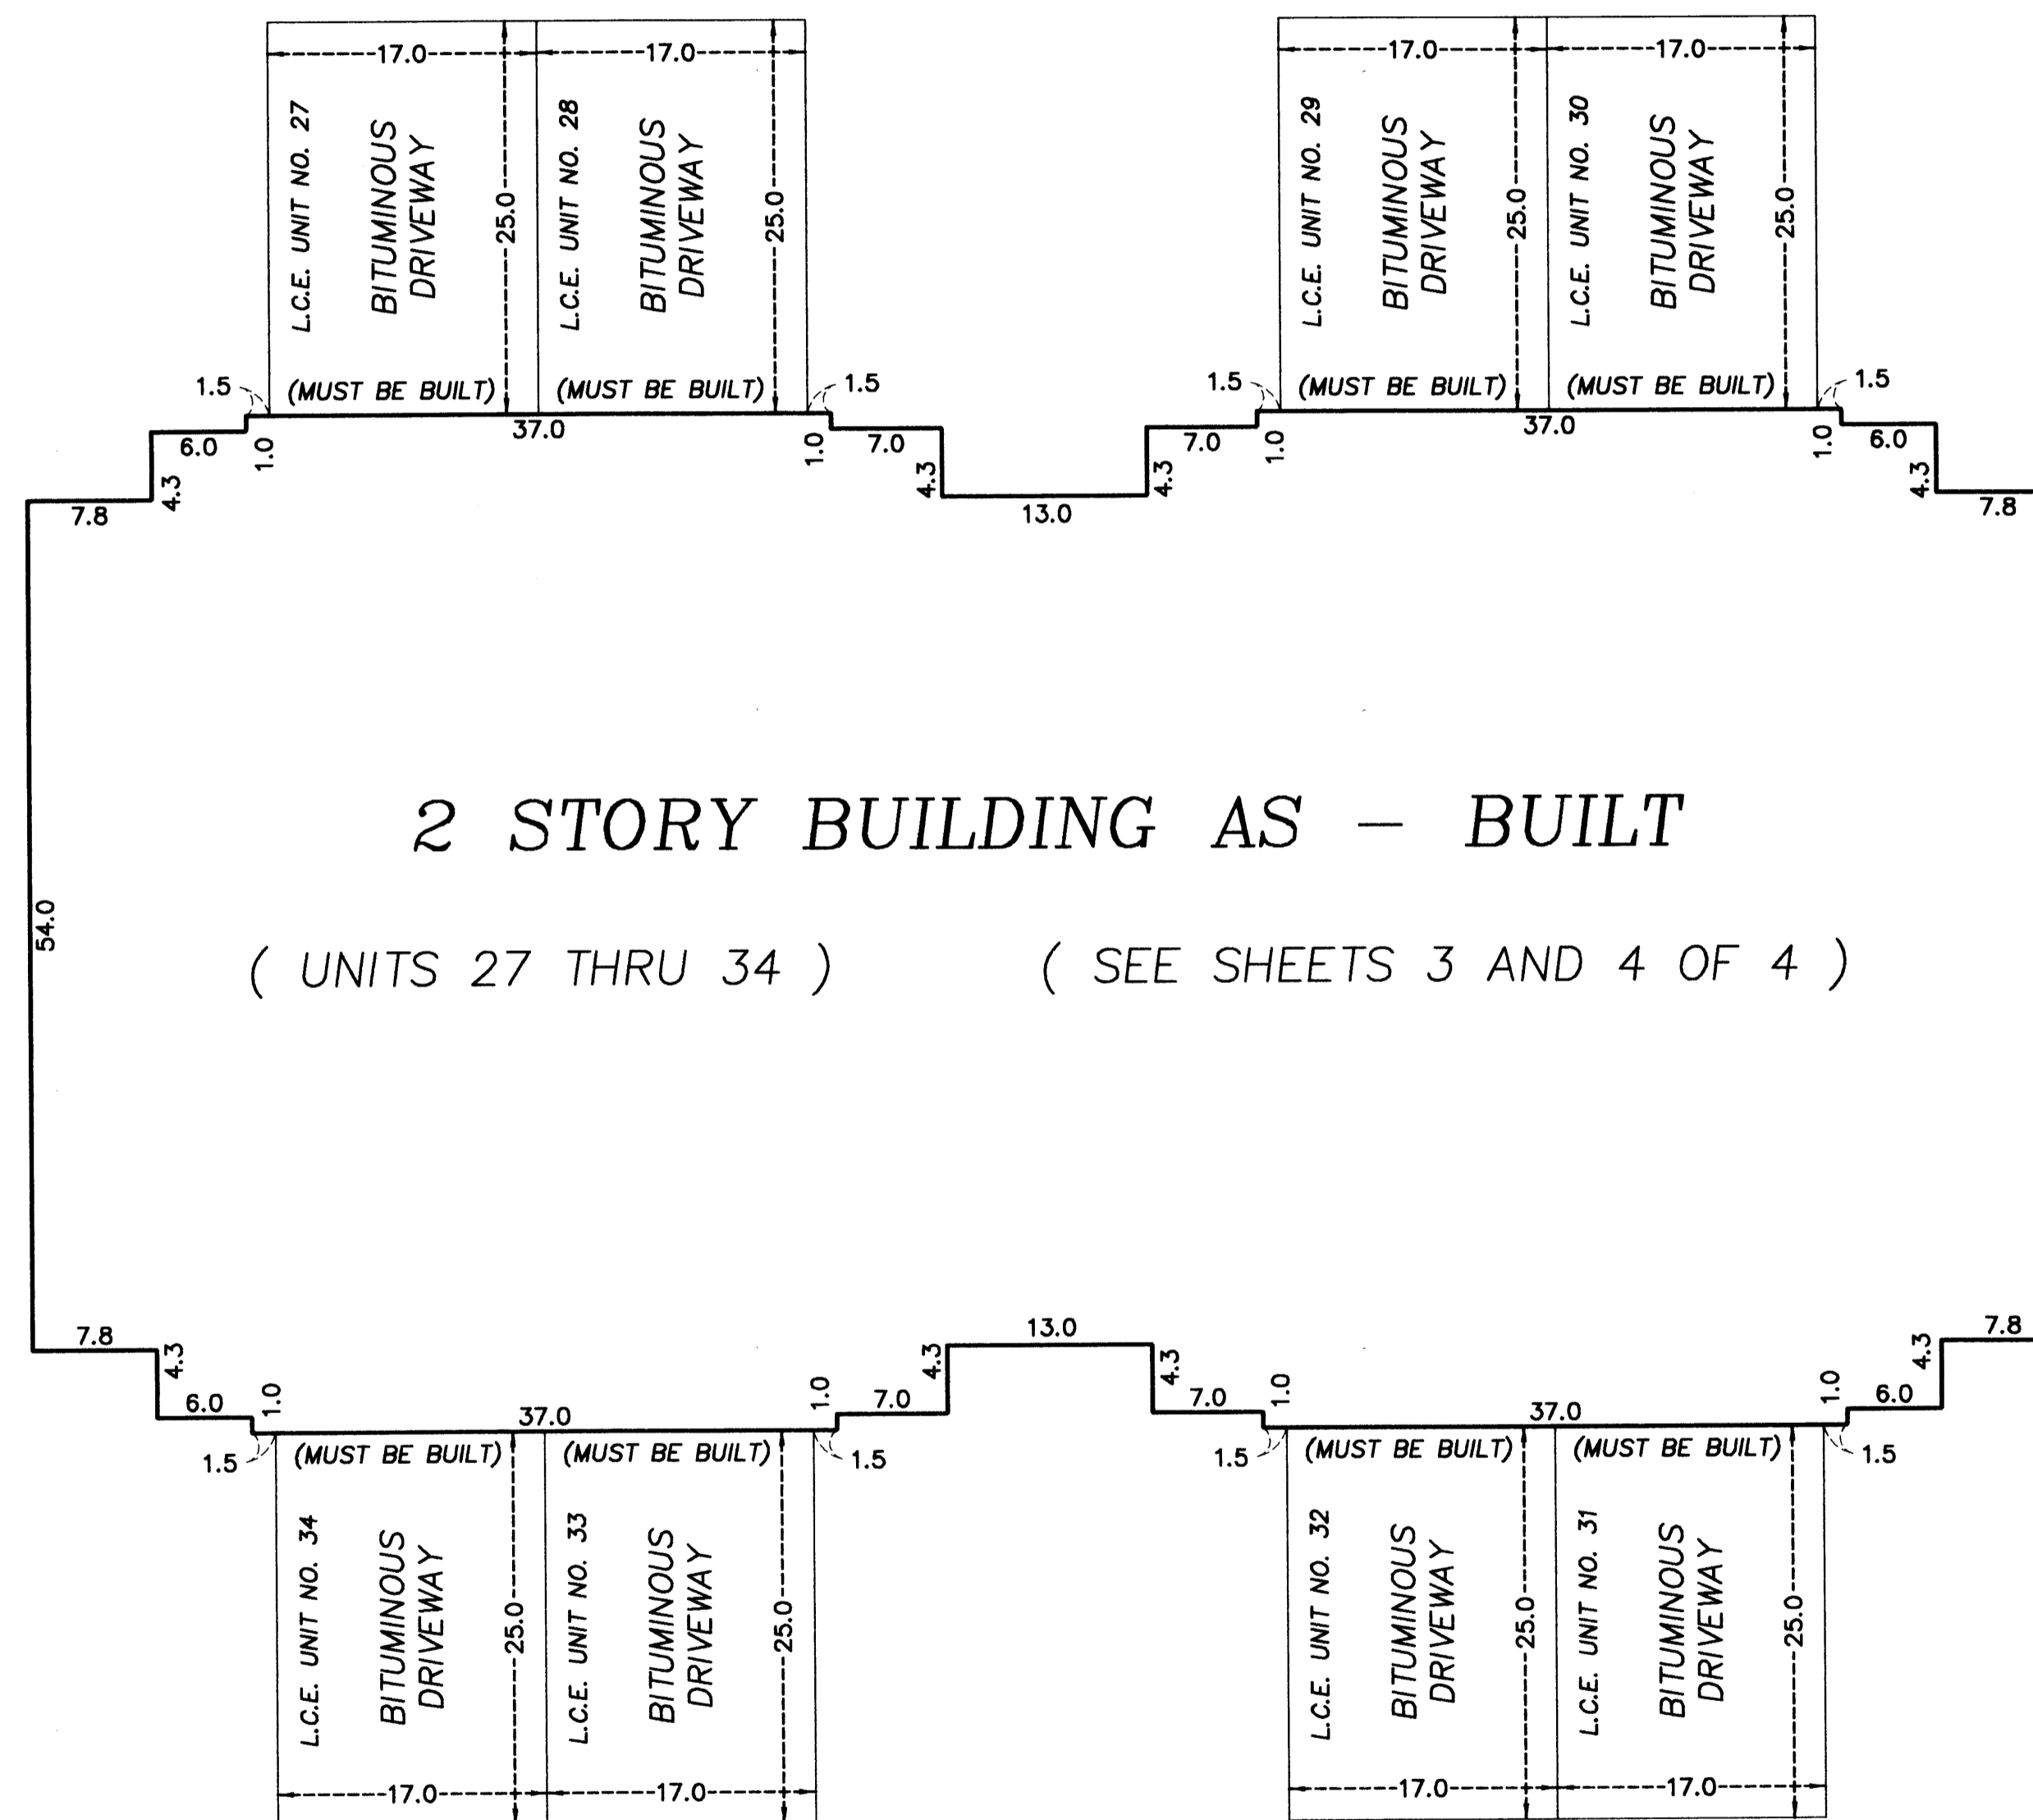 17.0 17.0 17.0 17.0
L.C.E. UNIT NO. 27
BITUMINOUS
DRIVEWAY
25.0
L.C.E. UNIT NO. 28
BITUMINOUS
DRIVEWAY
25.0
L.C.E. UNIT NO. 29
BITUMINOUS
DRIVEWAY
25.0
L.C.E. UNIT NO. 30
BITUMINOUS
DRIVEWAY
25.0
1.5 (MUST BE BUILT) (MUST BE BUILT) 1.5 1.5 (MUST BE BUILT) (MUST BE BUILT) 1.5
6.0 1.0 37.0 1.0 7.0 7.0 1.0 37.0 1.0 6.0
7.8 4.3 4.3 13.0 4.3 4.3 7.8
2 STORY BUILDING AS - BUILT
54.0
( UNITS 27 THRU 34 ) ( SEE SHEETS 3 AND 4 OF 4 )
7.8 4.3 4.3 13.0 4.3 4.3 7.8
6.0 1.0 37.0 1.0 7.0 7.0 1.0 37.0 1.0 6.0
1.5 (MUST BE BUILT) (MUST BE BUILT) 1.5 1.5 (MUST BE BUILT) (MUST BE BUILT) 1.5
L.C.E. UNIT NO. 34
BITUMINOUS
DRIVEWAY
25.0
L.C.E. UNIT NO. 33
BITUMINOUS
DRIVEWAY
25.0
L.C.E. UNIT NO. 32
BITUMINOUS
DRIVEWAY
25.0
L.C.E. UNIT NO. 31
BITUMINOUS
DRIVEWAY
25.0
17.0 17.0 17.0 17.0